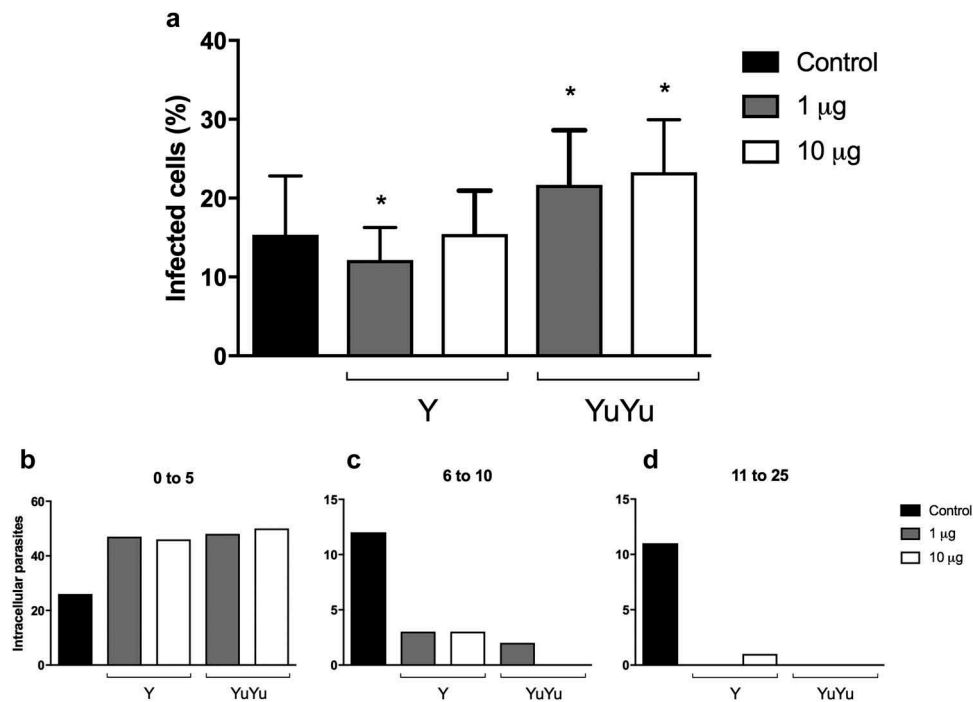 a
40
30
20
10
0
Infected cells (%)
*
*
*
Y
YuYu
Control
1 µg
10 µg
b
0 to 5
60
40
20
0
Intracellular parasites
Y
YuYu
c
6 to 10
15
10
5
0
Y
YuYu
d
11 to 25
15
10
5
0
Y
YuYu
Control
1 µg
10 µg